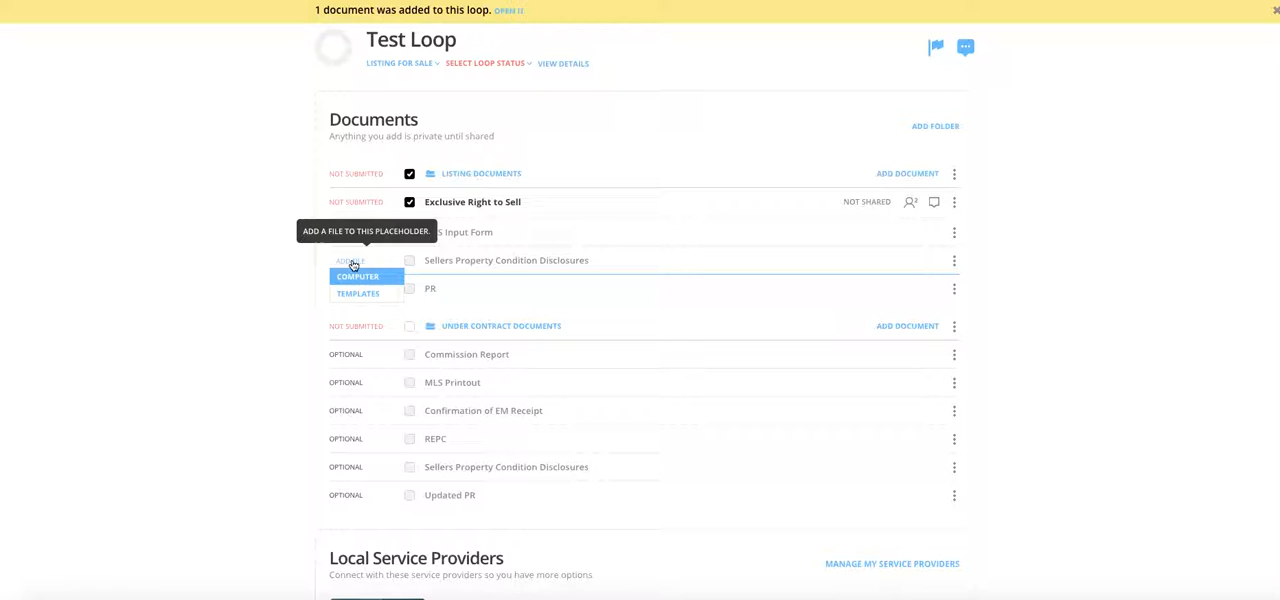 1 document was added to this loop. OPEN IT
Test Loop
LISTING FOR SALE SELECT LOOP STATUS VIEW DETAILS
Documents
Anything you add is private until shared
ADD FOLDER
NOT SUBMITTED LISTING DOCUMENTS ADD DOCUMENT
NOT SUBMITTED Exclusive Right to Sell NOT SHARED 2
ADD A FILE TO THIS PLACEHOLDER.
S Input Form
ADD FILE Sellers Property Condition Disclosures
COMPUTER
PR
TEMPLATES
NOT SUBMITTED UNDER CONTRACT DOCUMENTS ADD DOCUMENT
OPTIONAL Commission Report
OPTIONAL MLS Printout
OPTIONAL Confirmation of EM Receipt
OPTIONAL REPC
OPTIONAL Sellers Property Condition Disclosures
OPTIONAL Updated PR
Local Service Providers
MANAGE MY SERVICE PROVIDERS
Connect with these service providers so you have more options